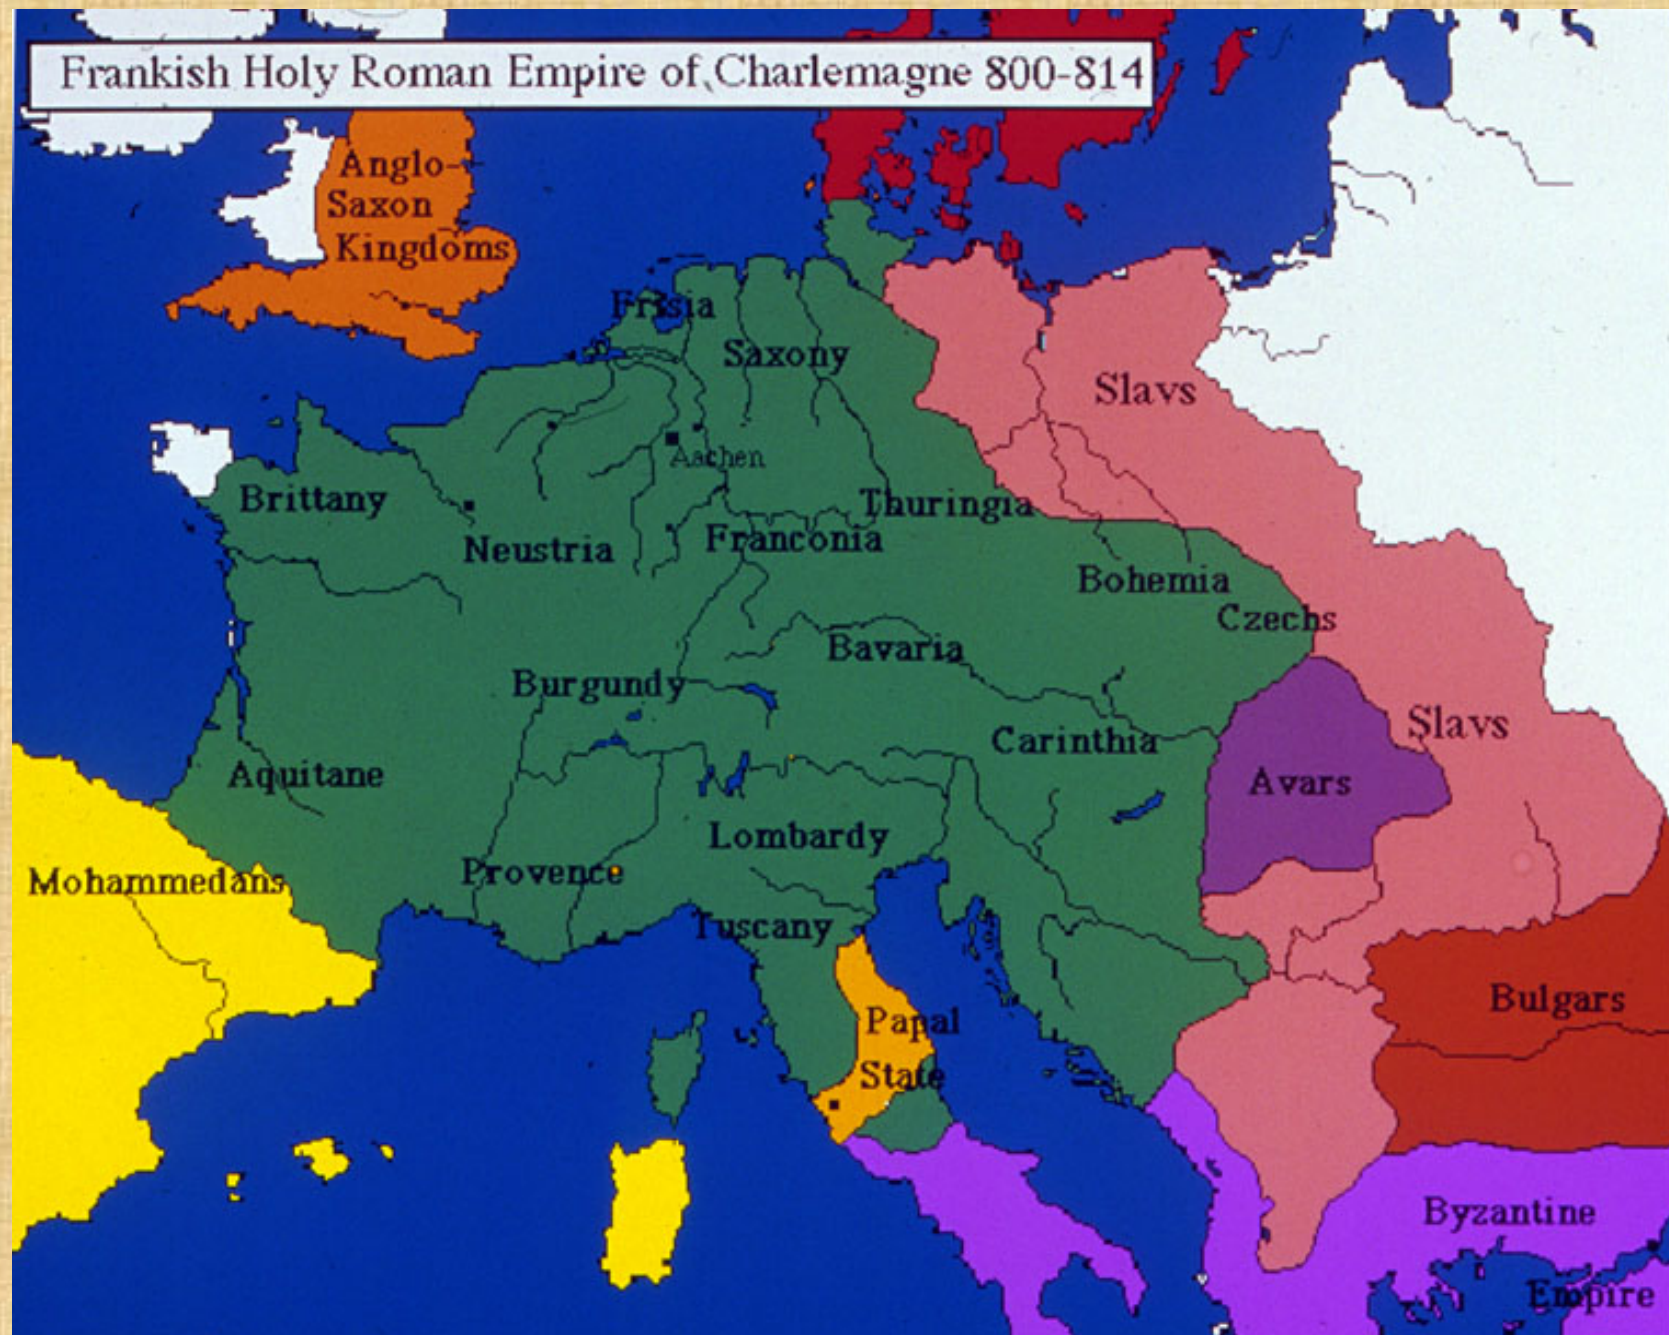 Frankish Holy Roman Empire of Charlemagne 800-814
Anglo-
Saxon
Kingdoms
Frisia
Saxony
Slavs
Aachen
Brittany
Thuringia
Neustria
Franconia
Bohemia
Czechs
Bavaria
Burgundy
Slavs
Carinthia
Aquitane
Avars
Lombardy
Provence
Mohammedans
Tuscany
Bulgars
Papal
State
Byzantine
Empire